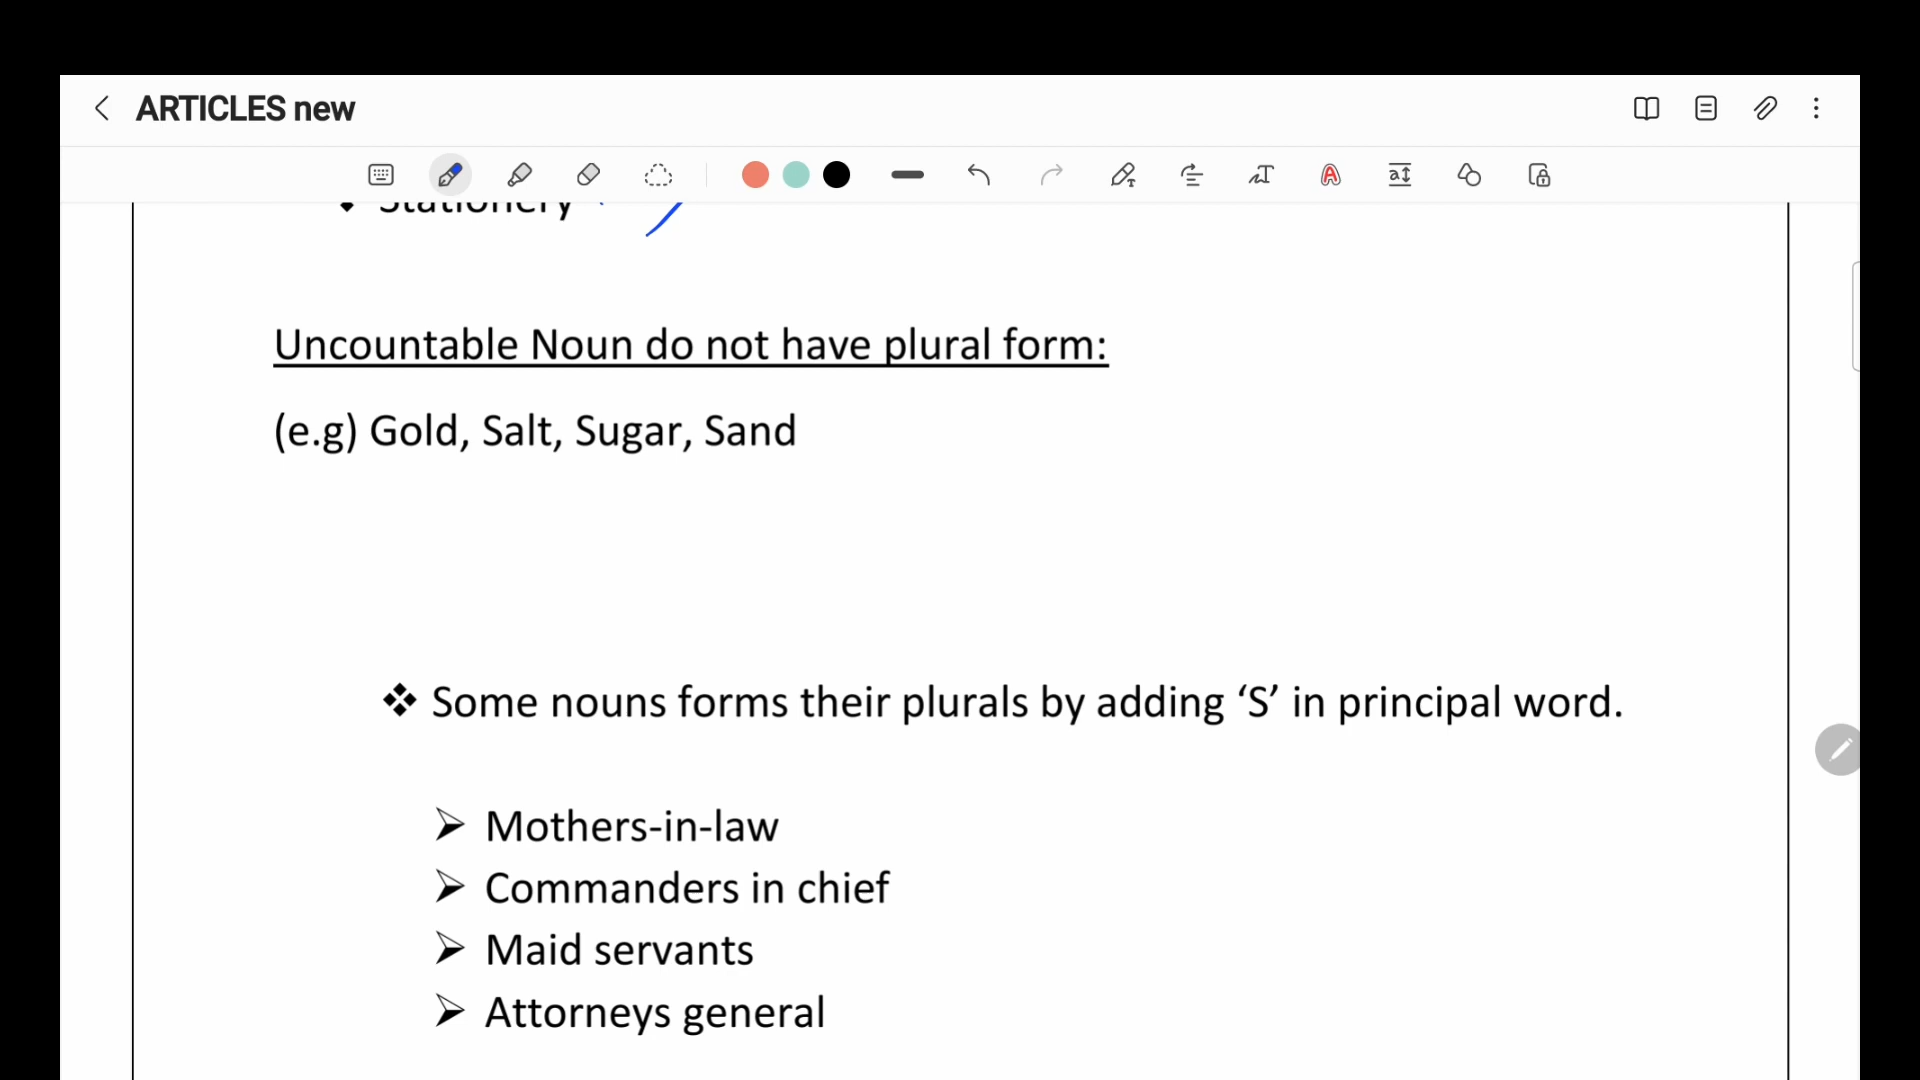 ARTICLES new
Stationery
Uncountable Noun do not have plural form:
(e.g) Gold, Salt, Sugar, Sand
❖ Some nouns forms their plurals by adding ‘S’ in principal word.
➢ Mothers-in-law
➢ Commanders in chief
➢ Maid servants
➢ Attorneys general